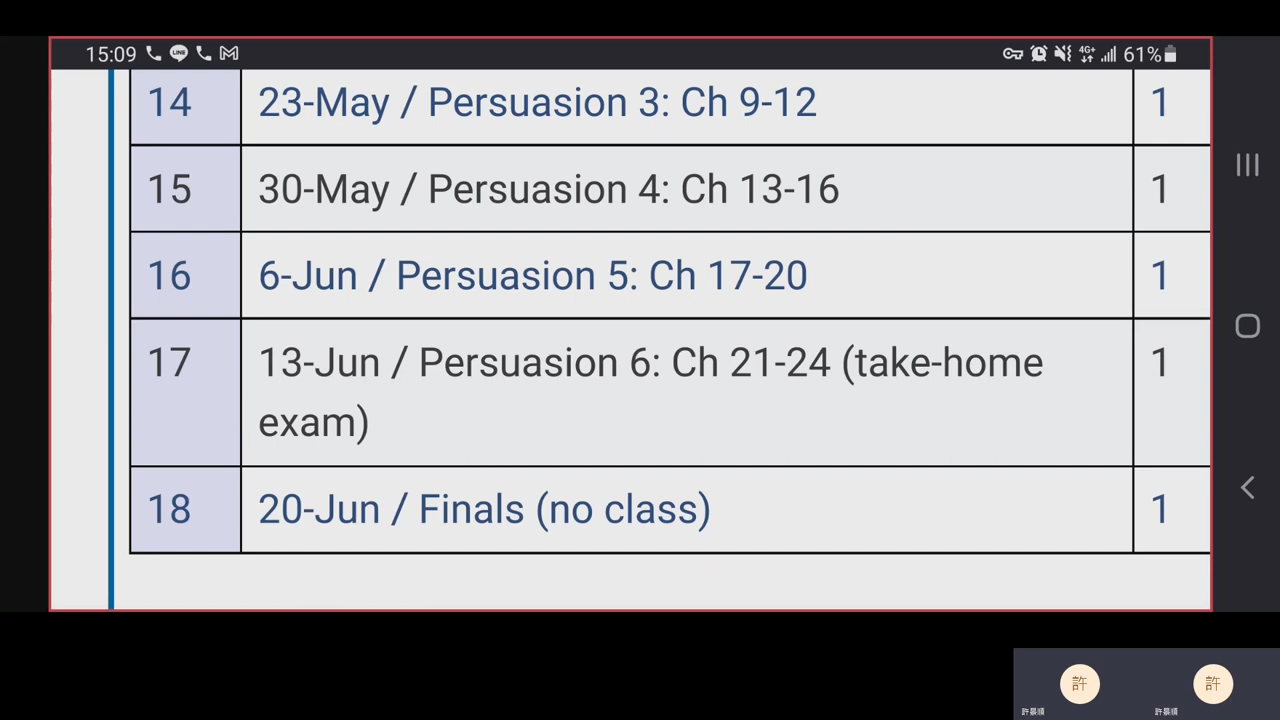 15:09 LINE 4G+ 61%
14 23-May / Persuasion 3: Ch 9-12 1
15 30-May / Persuasion 4: Ch 13-16 1
16 6-Jun / Persuasion 5: Ch 17-20 1
17 13-Jun / Persuasion 6: Ch 21-24 (take-home 1
exam)
18 20-Jun / Finals (no class) 1
許 許